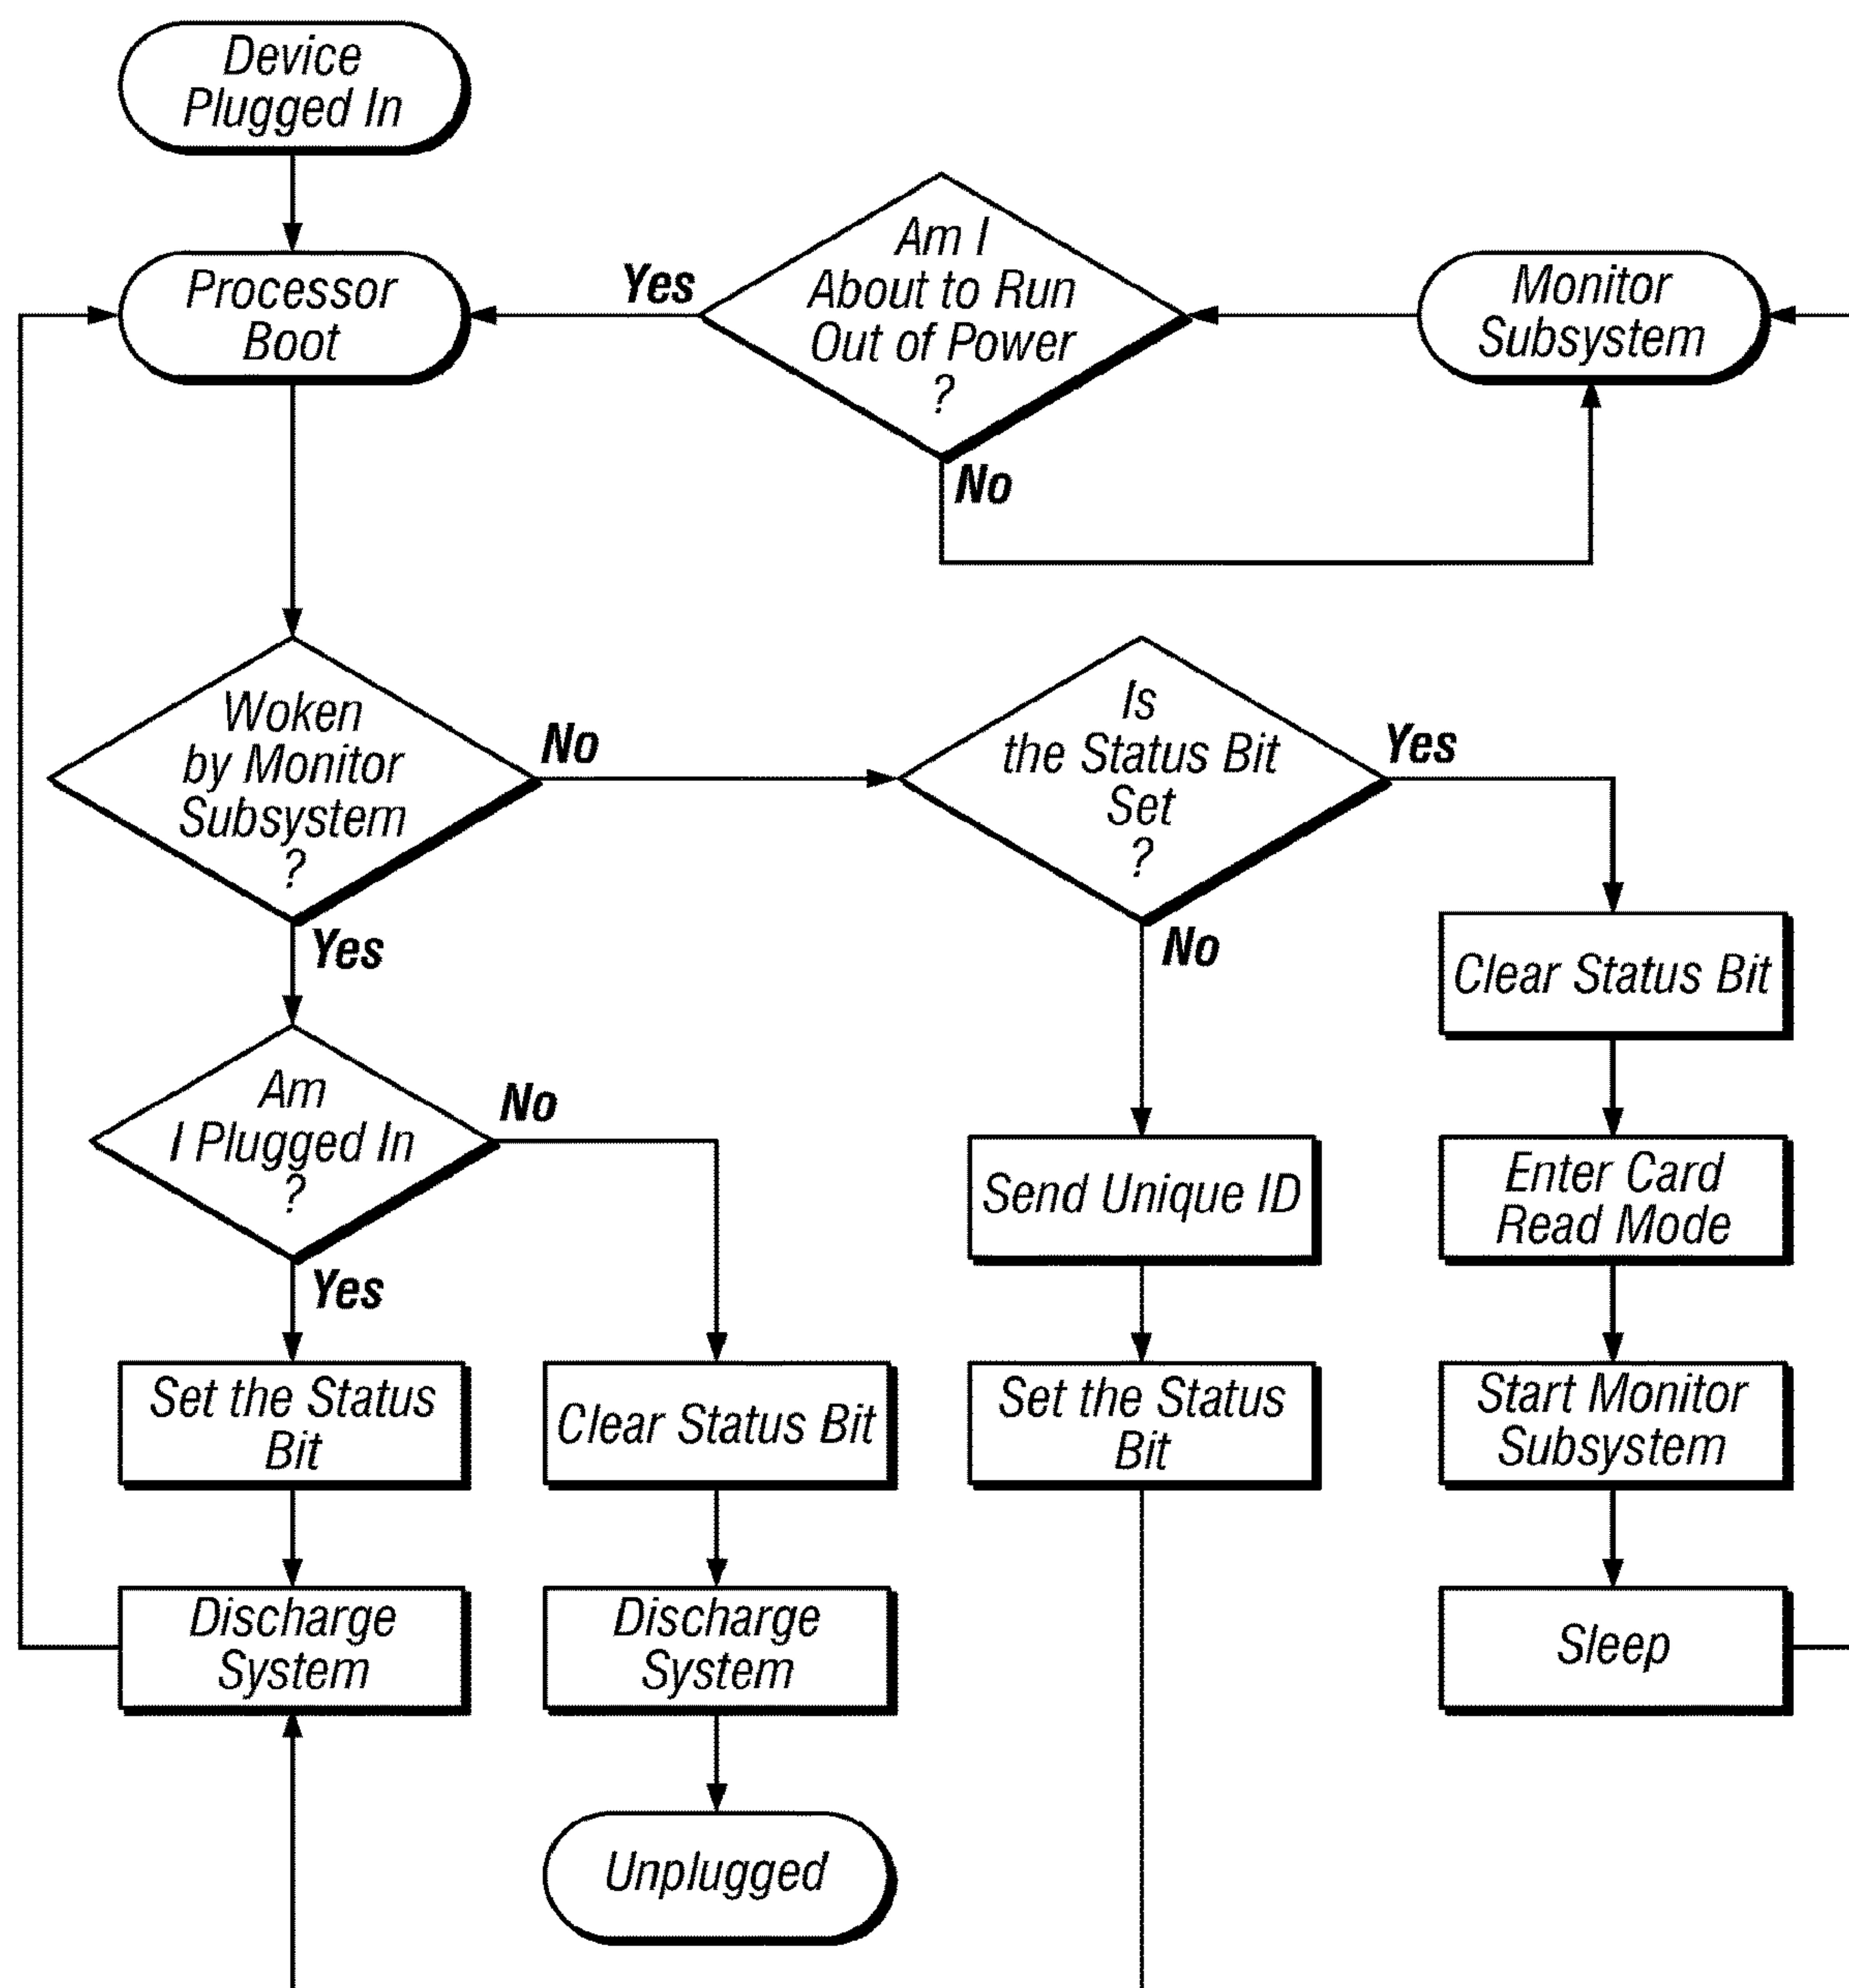 Device
Plugged In
Processor
Boot
Yes
Am I
About to Run
Out of Power
?
No
Monitor
Subsystem
Woken
by Monitor
Subsystem
?
No
Yes
Is
the Status Bit
Set
?
Yes
No
Clear Status Bit
Am
I Plugged In
?
No
Yes
Send Unique ID
Enter Card
Read Mode
Set the Status
Bit
Clear Status Bit
Set the Status
Bit
Start Monitor
Subsystem
Discharge
System
Discharge
System
Sleep
Unplugged